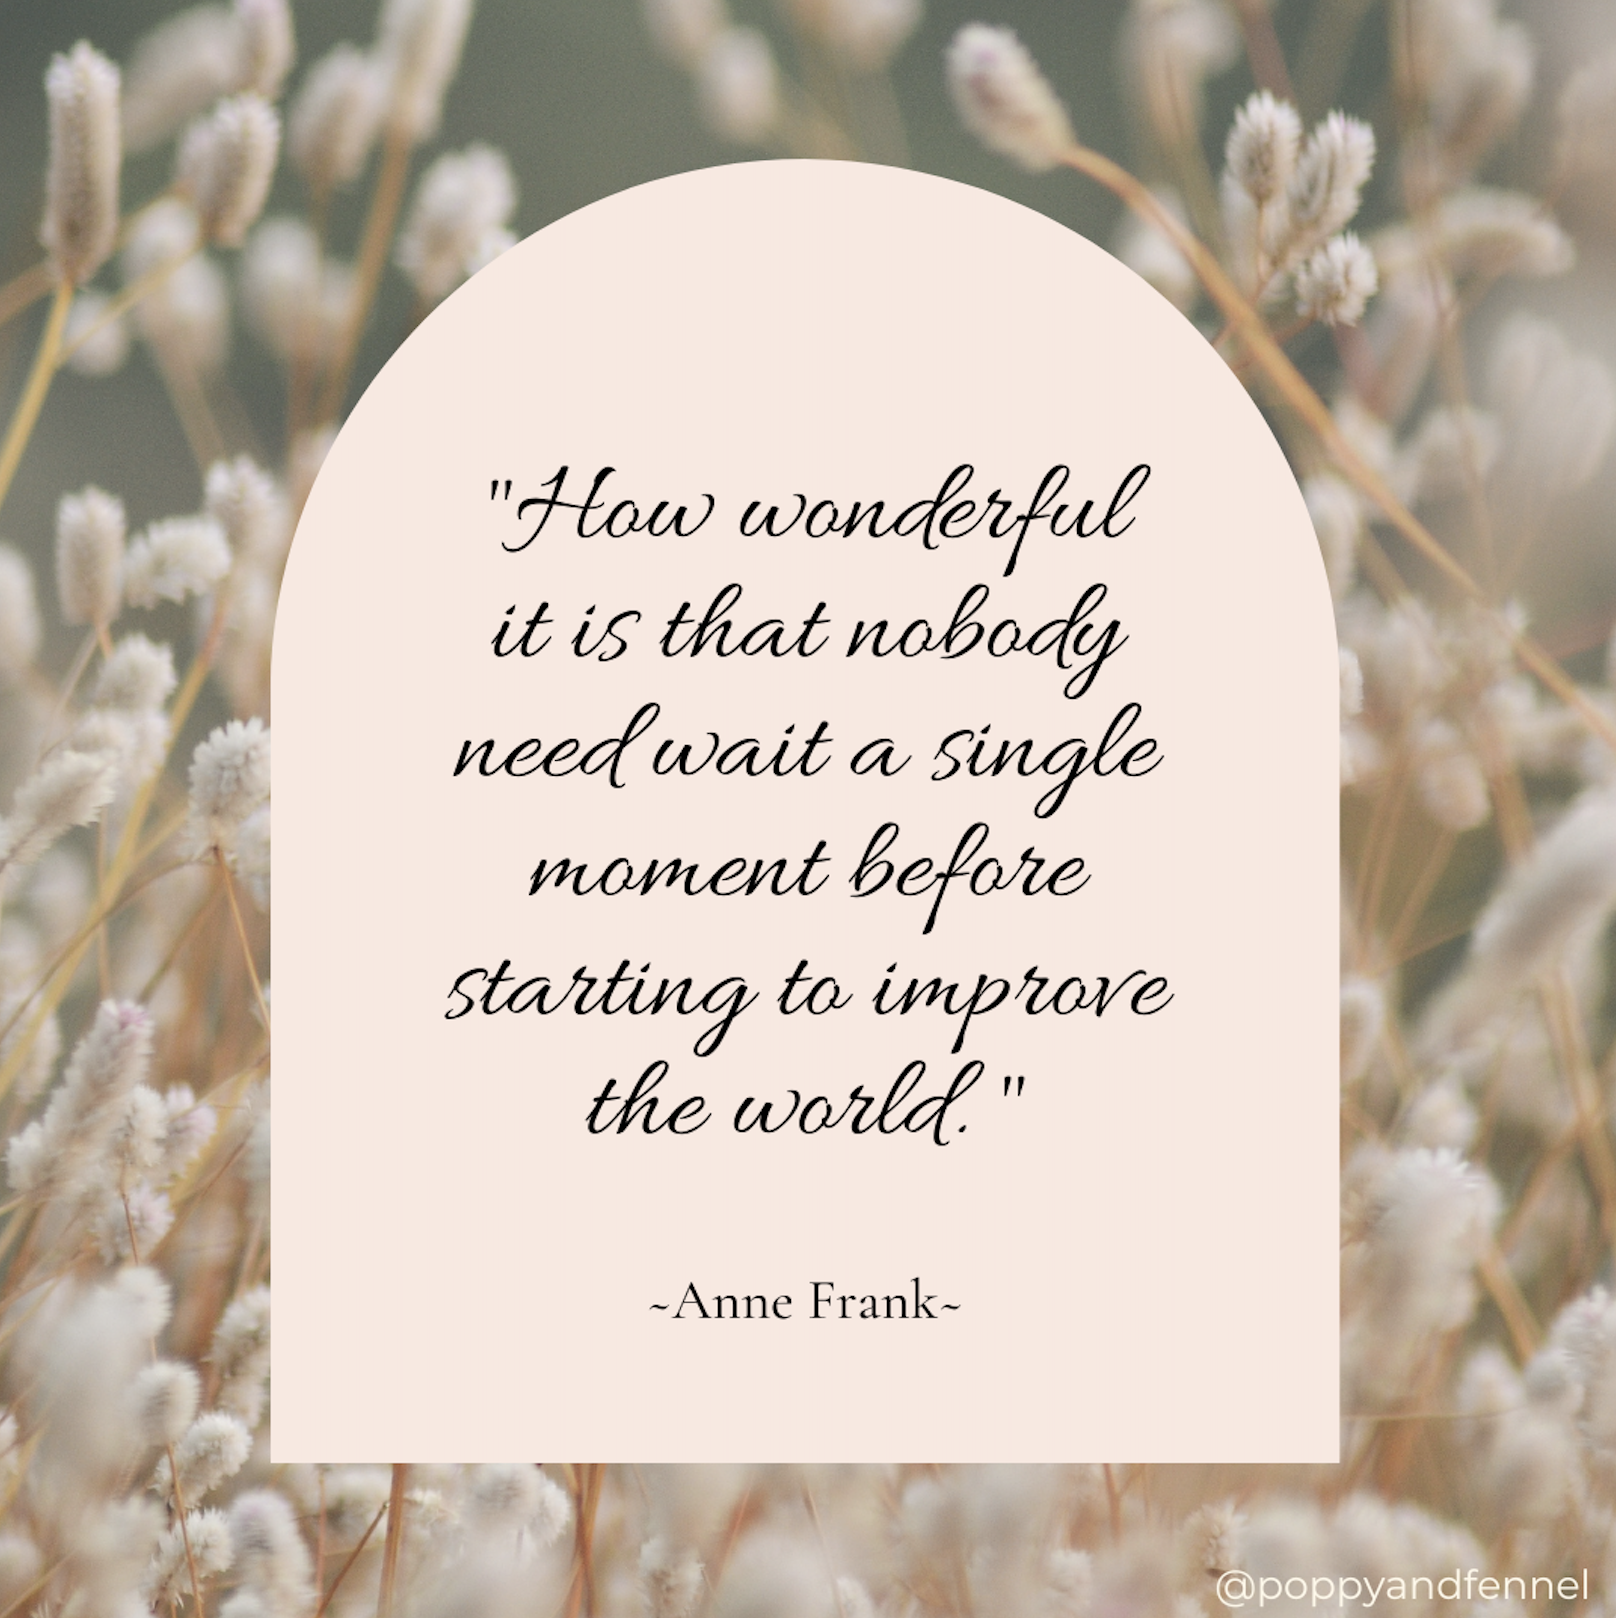 "How wonderful
it is that nobody
need wait a single
moment before
starting to improve
the world."
~Anne Frank~
@poppyandfennel